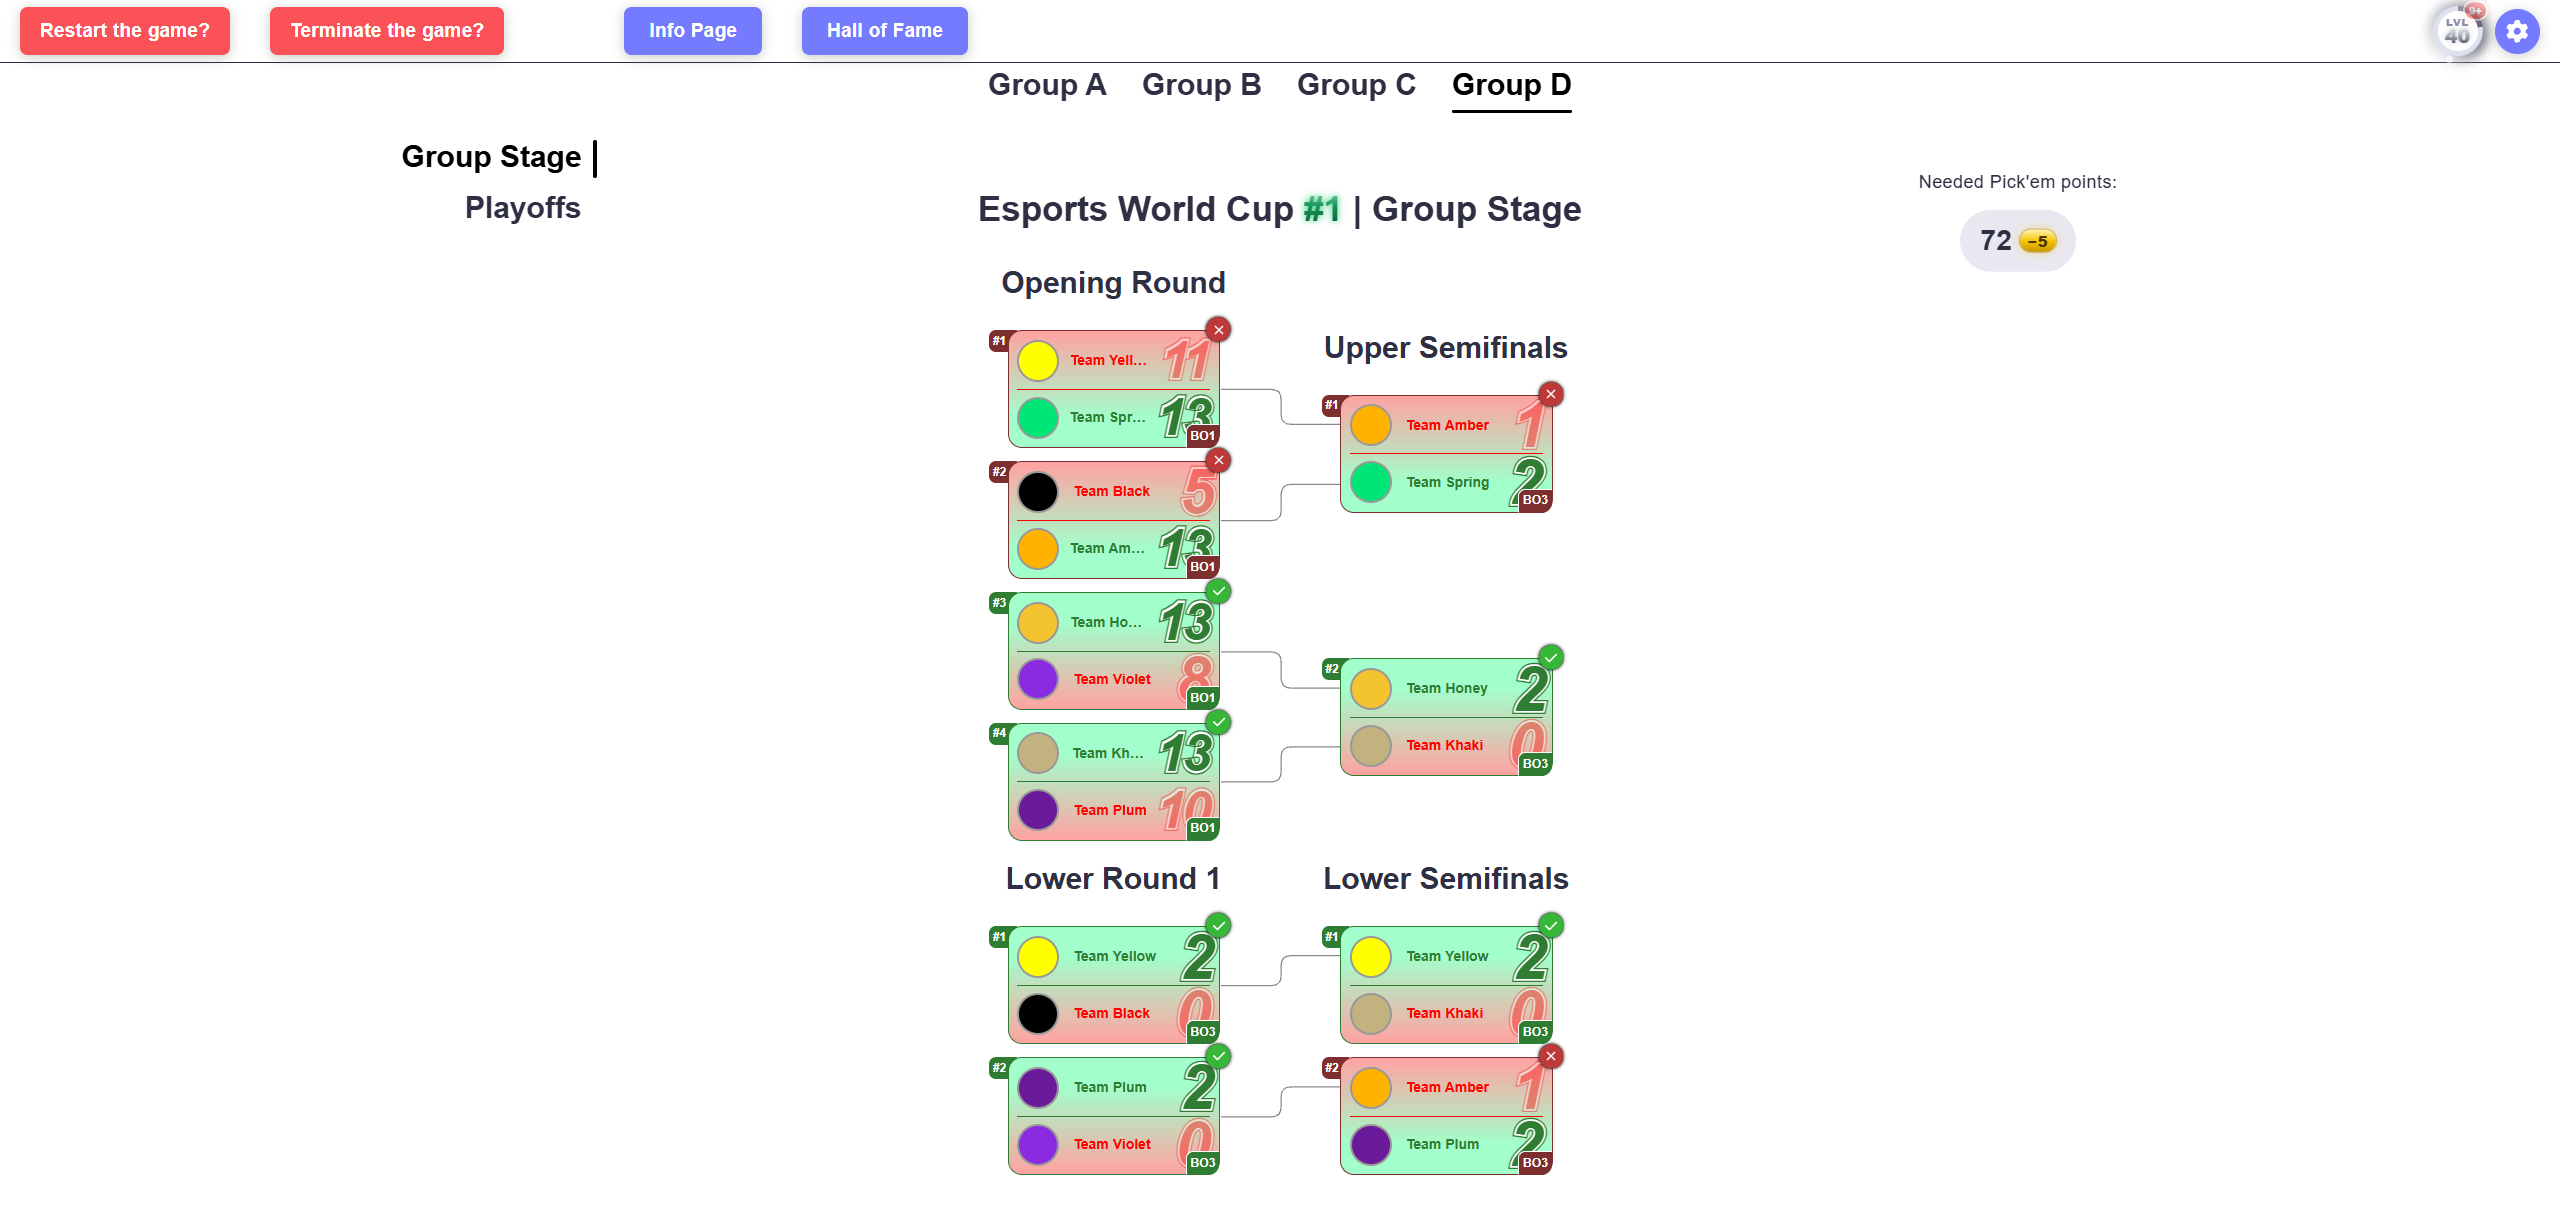 Restart the game?
Terminate the game?
Info Page
Hall of Fame
LVL
40
9+
Group A
Group B
Group C
Group D
Group Stage
Playoffs
Esports World Cup #1 | Group Stage
Needed Pick'em points:
72 −5
Opening Round
#1
Team Yell... 11
Team Spr... 13
BO1
#2
Team Black 5
Team Am... 13
BO1
#3
Team Ho... 13
Team Violet 8
BO1
#4
Team Kh... 13
Team Plum 10
BO1
Upper Semifinals
#1
Team Amber 1
Team Spring 2
BO3
#2
Team Honey 2
Team Khaki 0
BO3
Lower Round 1
#1
Team Yellow 2
Team Black 0
BO3
#2
Team Plum 2
Team Violet 0
BO3
Lower Semifinals
#1
Team Yellow 2
Team Khaki 0
BO3
#2
Team Amber 1
Team Plum 2
BO3